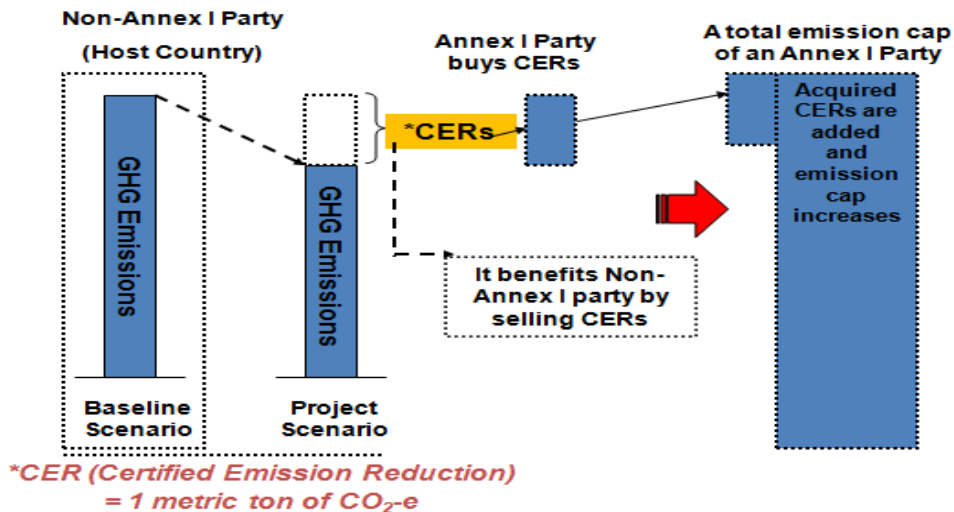 Non-Annex I Party
(Host Country)
GHG Emissions
Baseline
Scenario
GHG Emissions
Project
Scenario
*CERs
Annex I Party
buys CERs
It benefits Non-
Annex I party by
selling CERs
A total emission cap
of an Annex I Party
Acquired
CERs are
added
and
emission
cap
increases
*CER (Certified Emission Reduction)
= 1 metric ton of CO₂-e